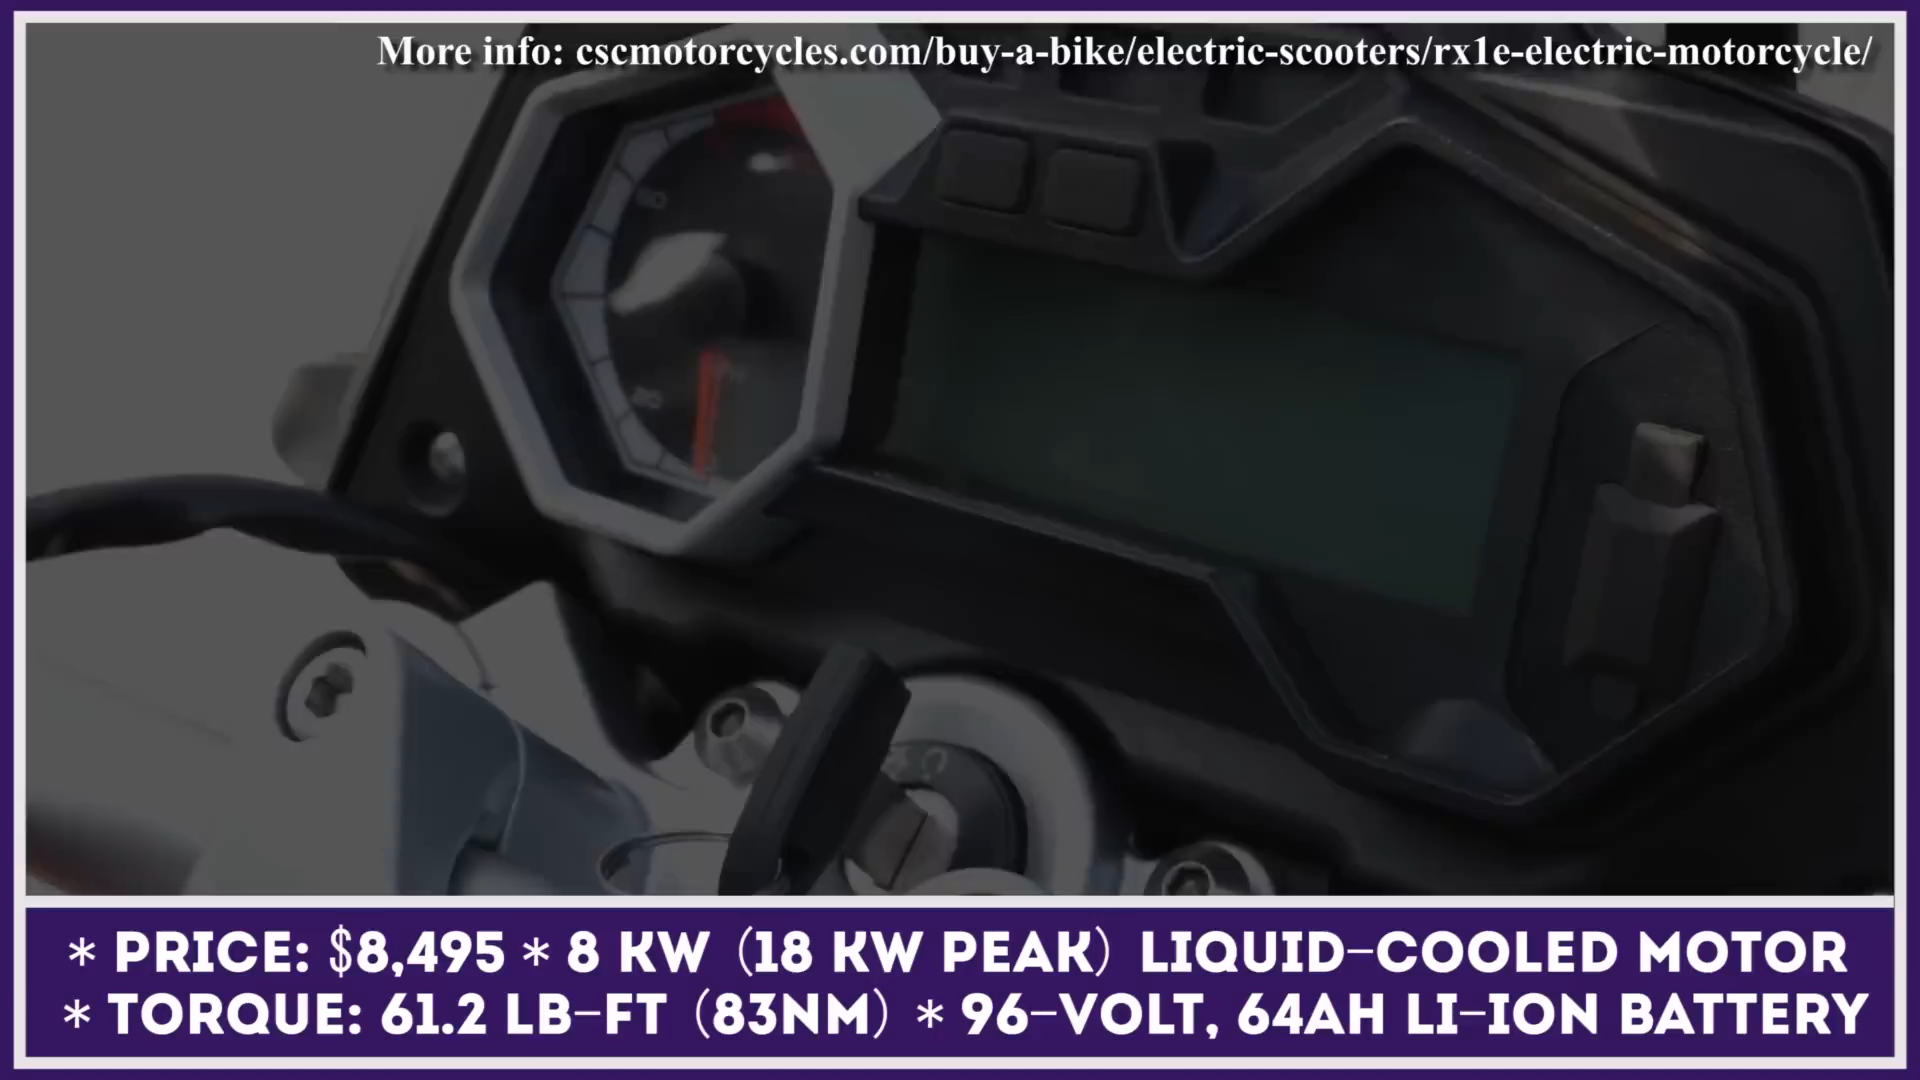 More info: cscmotorcycles.com/buy-a-bike/electric-scooters/rx1e-electric-motorcycle/
* PRICE: $8,495 * 8 KW (18 KW PEAK) LIQUID-COOLED MOTOR
* TORQUE: 61.2 LB-FT (83NM) * 96-VOLT, 64AH LI-ION BATTERY